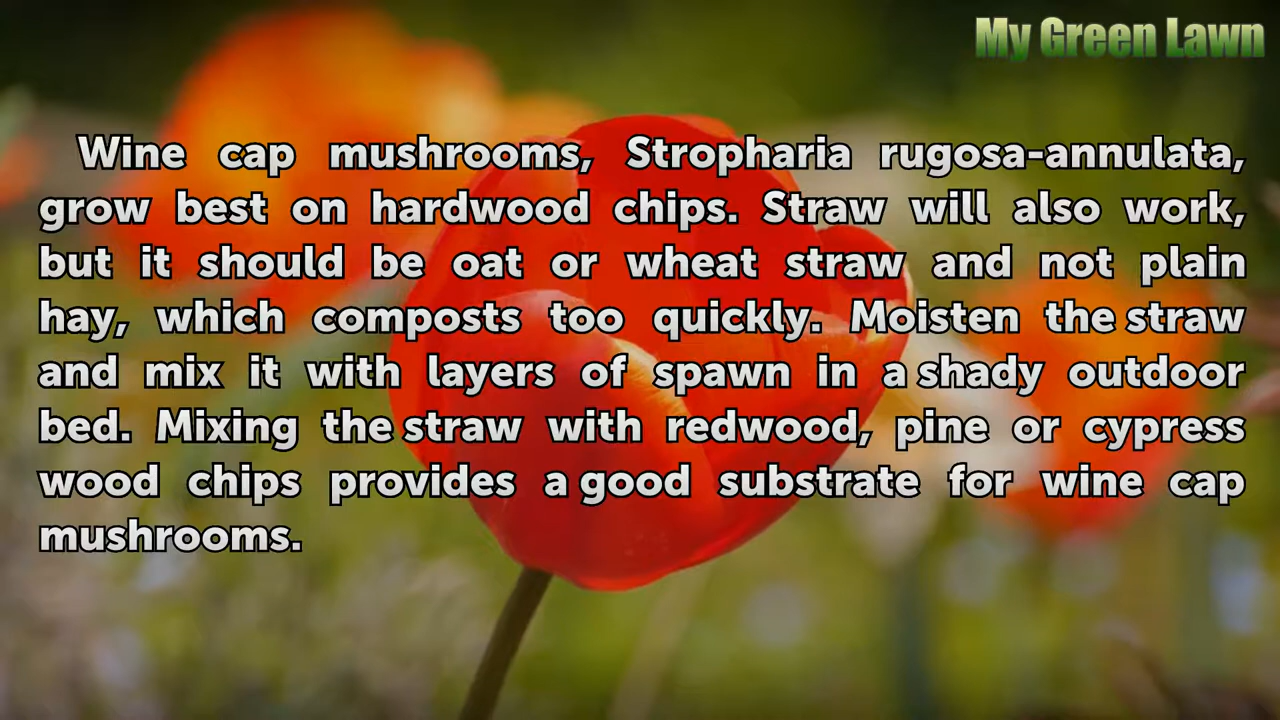 My Green Lawn
Wine cap mushrooms, Stropharia rugosa-annulata,
grow best on hardwood chips. Straw will also work,
but it should be oat or wheat straw and not plain
hay, which composts too quickly. Moisten the straw
and mix it with layers of spawn in a shady outdoor
bed. Mixing the straw with redwood, pine or cypress
wood chips provides a good substrate for wine cap
mushrooms.